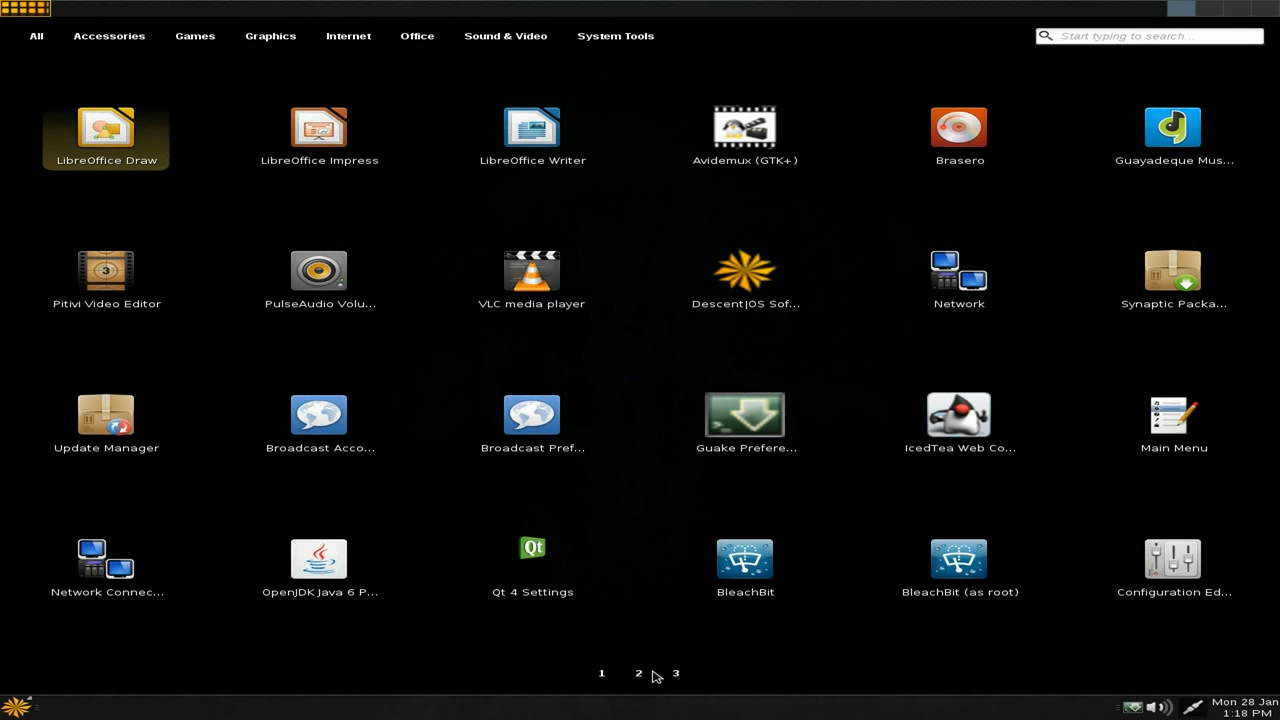 All Accessories Games Graphics Internet Office Sound & Video System Tools Start typing to search...
LibreOffice Draw LibreOffice Impress LibreOffice Writer Avidemux (GTK+) Brasero Guayadeque Mus...
3
Pitivi Video Editor PulseAudio Volu... VLC media player Descent|OS Sof... Network Synaptic Packa...
Update Manager Broadcast Acco... Broadcast Pref... Guake Prefere... IcedTea Web Co... Main Menu
Qt
Network Connec... OpenJDK Java 6 P... Qt 4 Settings BleachBit BleachBit (as root) Configuration Ed...
1 2 3
Mon 28 Jan
1:18 PM